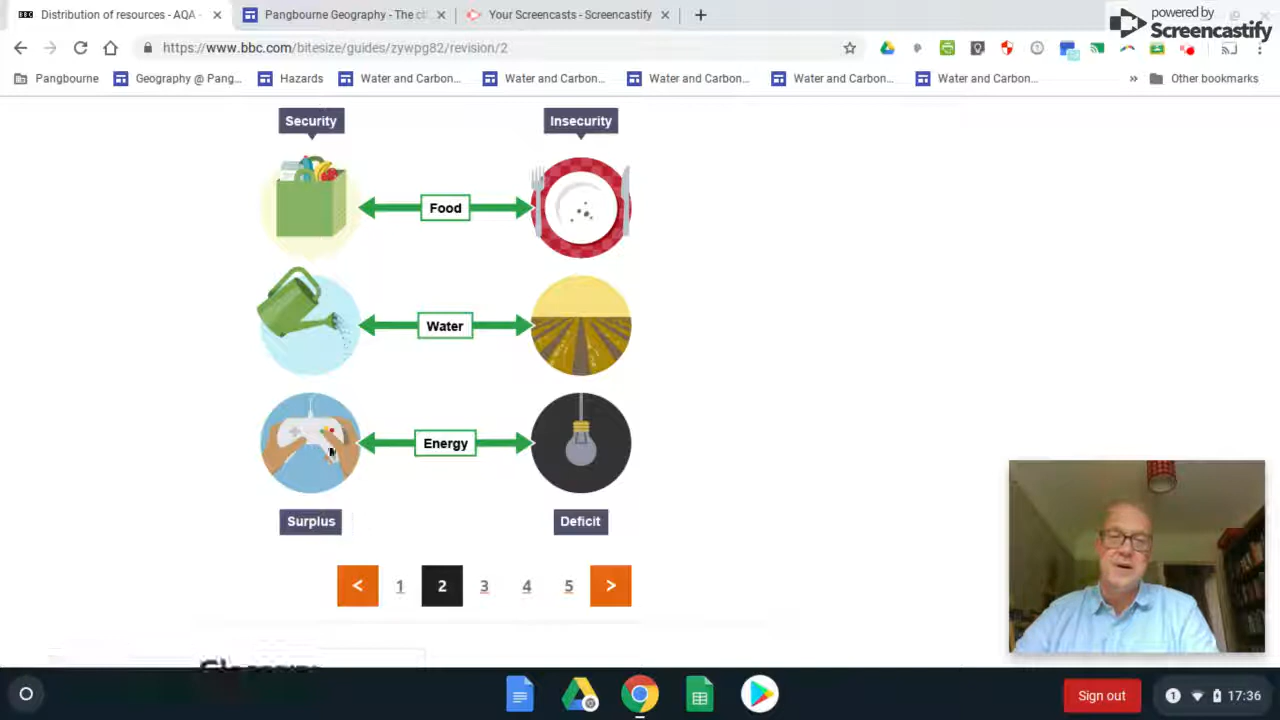 BBC Distribution of resources - AQA -
Pangbourne Geography - The ci
Your Screencasts - Screencastify
powered by
Screencastify
https://www.bbc.com/bitesize/guides/zywpg82/revision/2
Pangbourne
Geography @ Pang...
Hazards
Water and Carbon...
Water and Carbon...
Water and Carbon...
Water and Carbon...
Water and Carbon...
»
Other bookmarks
Security
Insecurity
Food
Water
Energy
Surplus
Deficit
< 1 2 3 4 5 >
Sign out
1
17:36